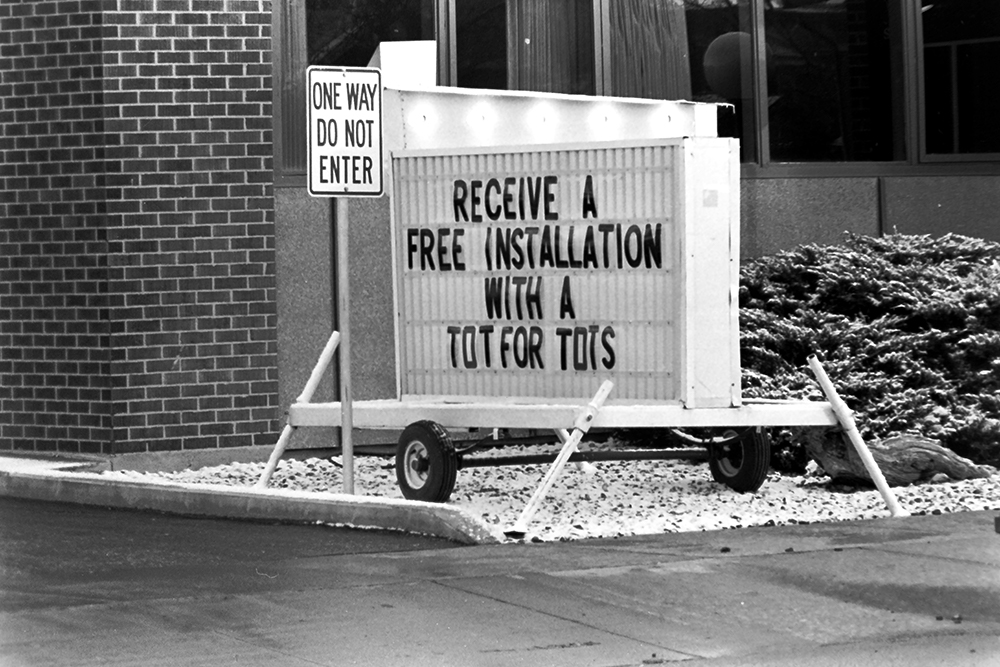 ONE WAY
DO NOT
ENTER
RECEIVE A
FREE INSTALLATION
WITH A
TOT FOR TOTS